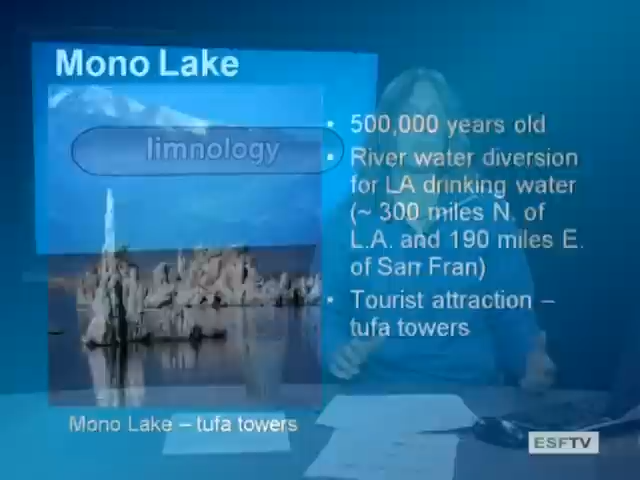 Mono Lake
limnology
• 500,000 years old
• River water diversion
for LA drinking water
(~ 300 miles N. of
L.A. and 190 miles E.
of San Fran)
• Tourist attraction –
tufa towers
Mono Lake – tufa towers
ESFTV